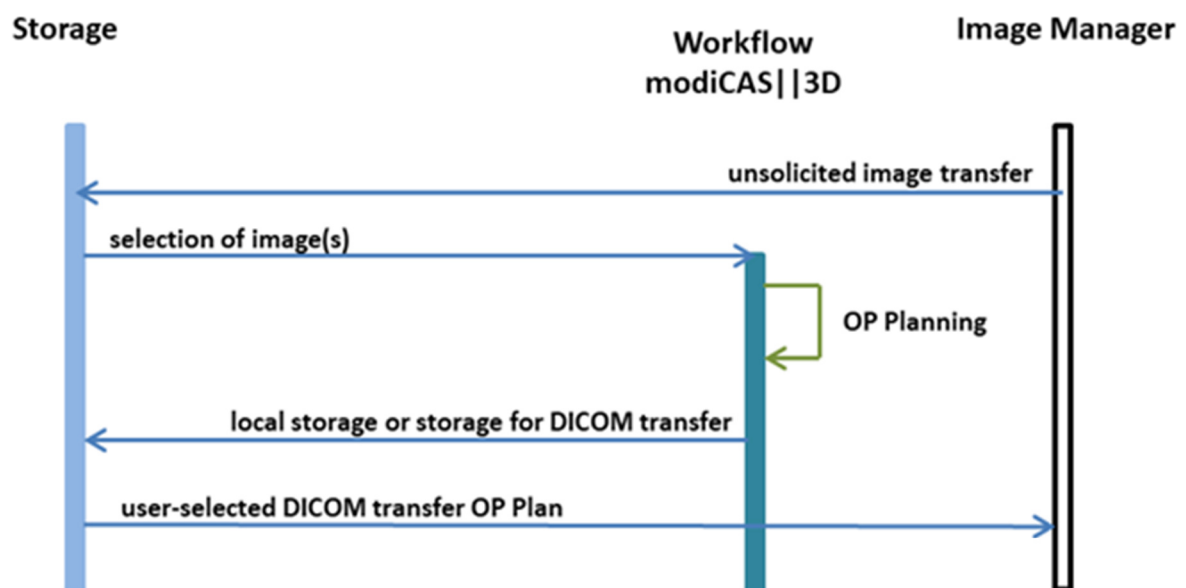 Storage
Workflow
modiCAS||3D
Image Manager
unsolicited image transfer
selection of image(s)
OP Planning
local storage or storage for DICOM transfer
user-selected DICOM transfer OP Plan